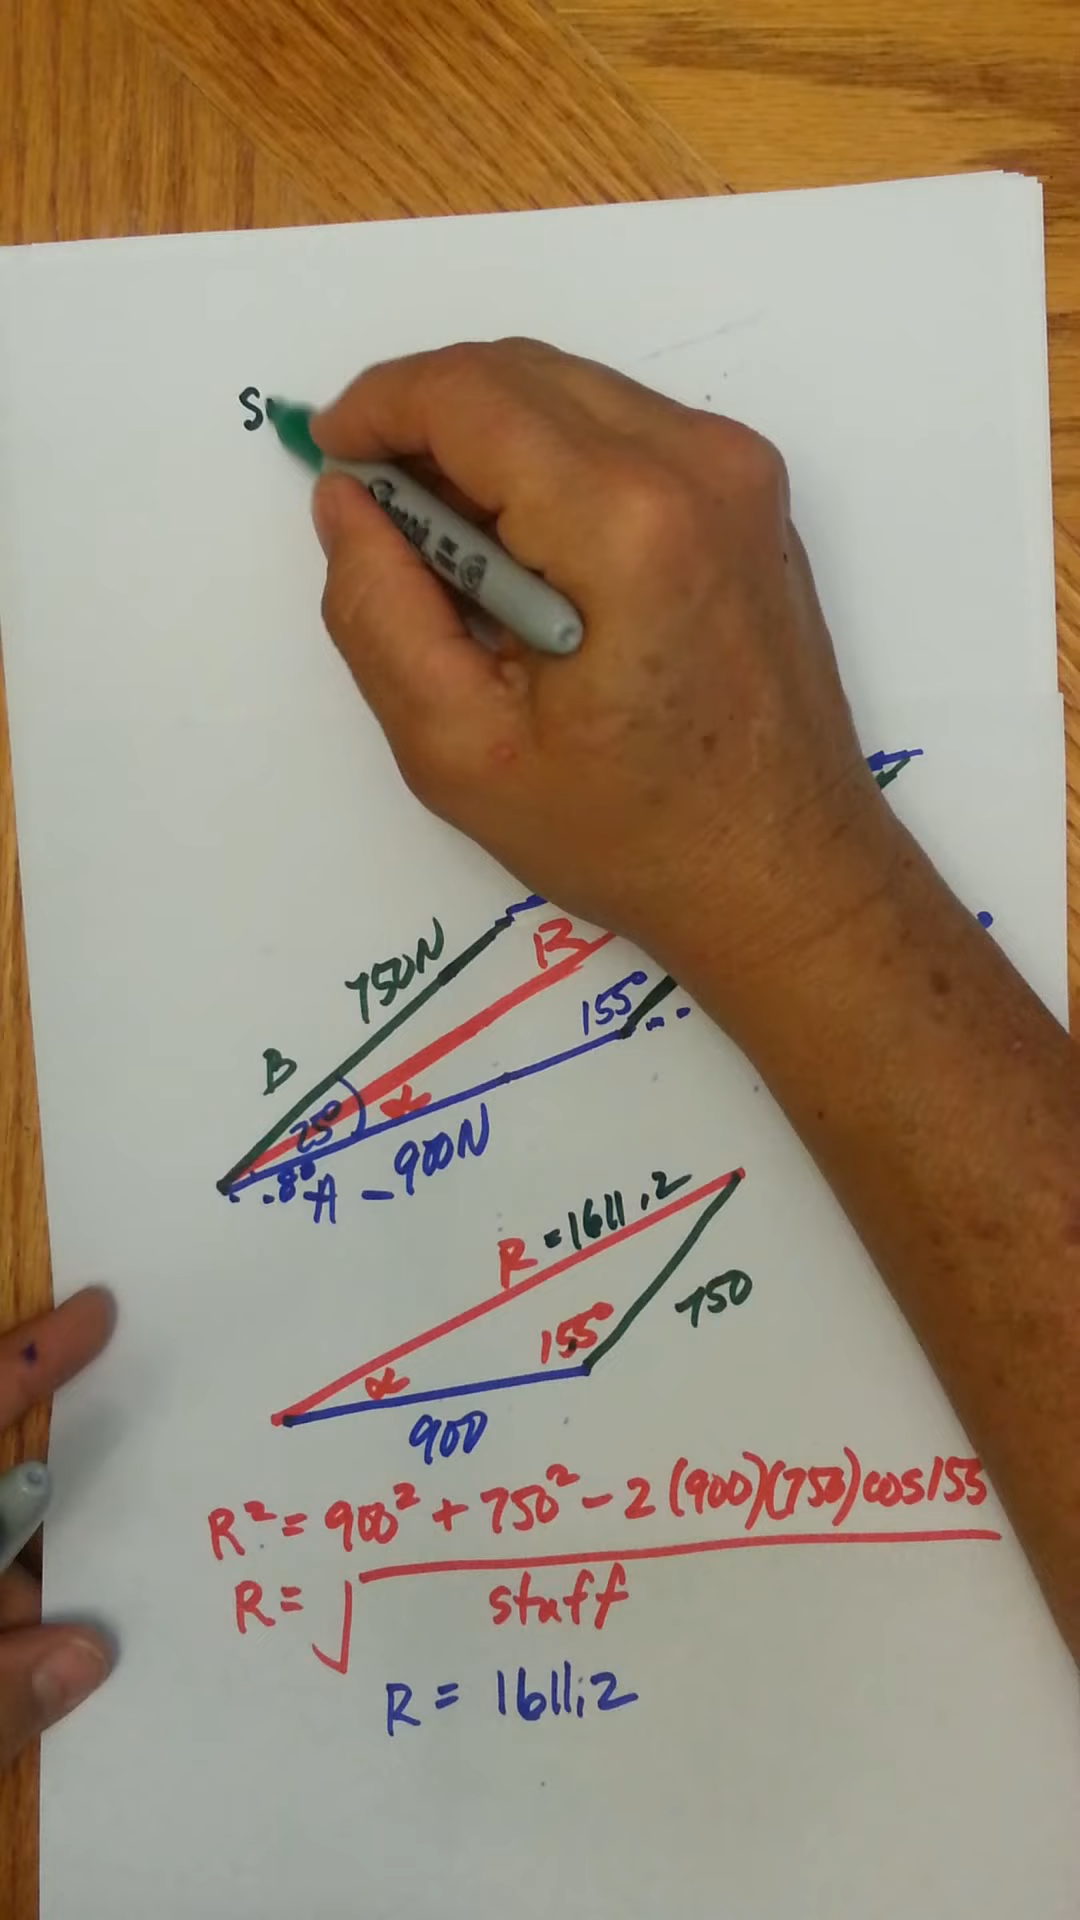 S
750N
R
155°
B
25°
α
8°
A - 900N
R = 1611.2
155°
750
α
900
R² = 900² + 750² - 2(900)(750)cos155
R = √stuff
R = 1611.2